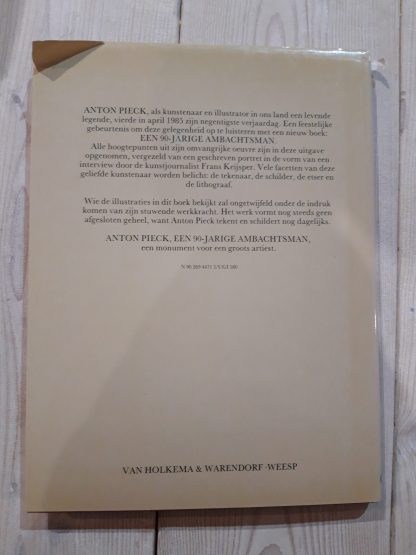 ANTON PIECK, als kunstenaar en illustrator in ons land een levende
legende, vierde in april 1985 zijn negentigste verjaardag. Een feestelijke
gebeurtenis om deze gelegenheid op te luisteren met een nieuw boek:
EEN 90-JARIGE AMBACHTSMAN.
Alle hoogtepunten uit zijn omvangrijke oeuvre zijn in deze uitgave
opgenomen, vergezeld van een geschreven portret in de vorm van een
interview door de kunstjournalist Frans Keijsper. Vele facetten van deze
geliefde kunstenaar worden belicht: de tekenaar, de schilder, de etser en
de lithograaf.
Wie de illustraties in dit boek bekijkt zal ongetwijfeld onder de indruk
komen van zijn stuwende werkkracht. Het werk vormt nog steeds geen
afgesloten geheel, want Anton Pieck tekent en schildert nog dagelijks.
ANTON PIECK, EEN 90-JARIGE AMBACHTSMAN,
een monument voor een groots artiest.
VAN HOLKEMA & WARENDORF-WEESP